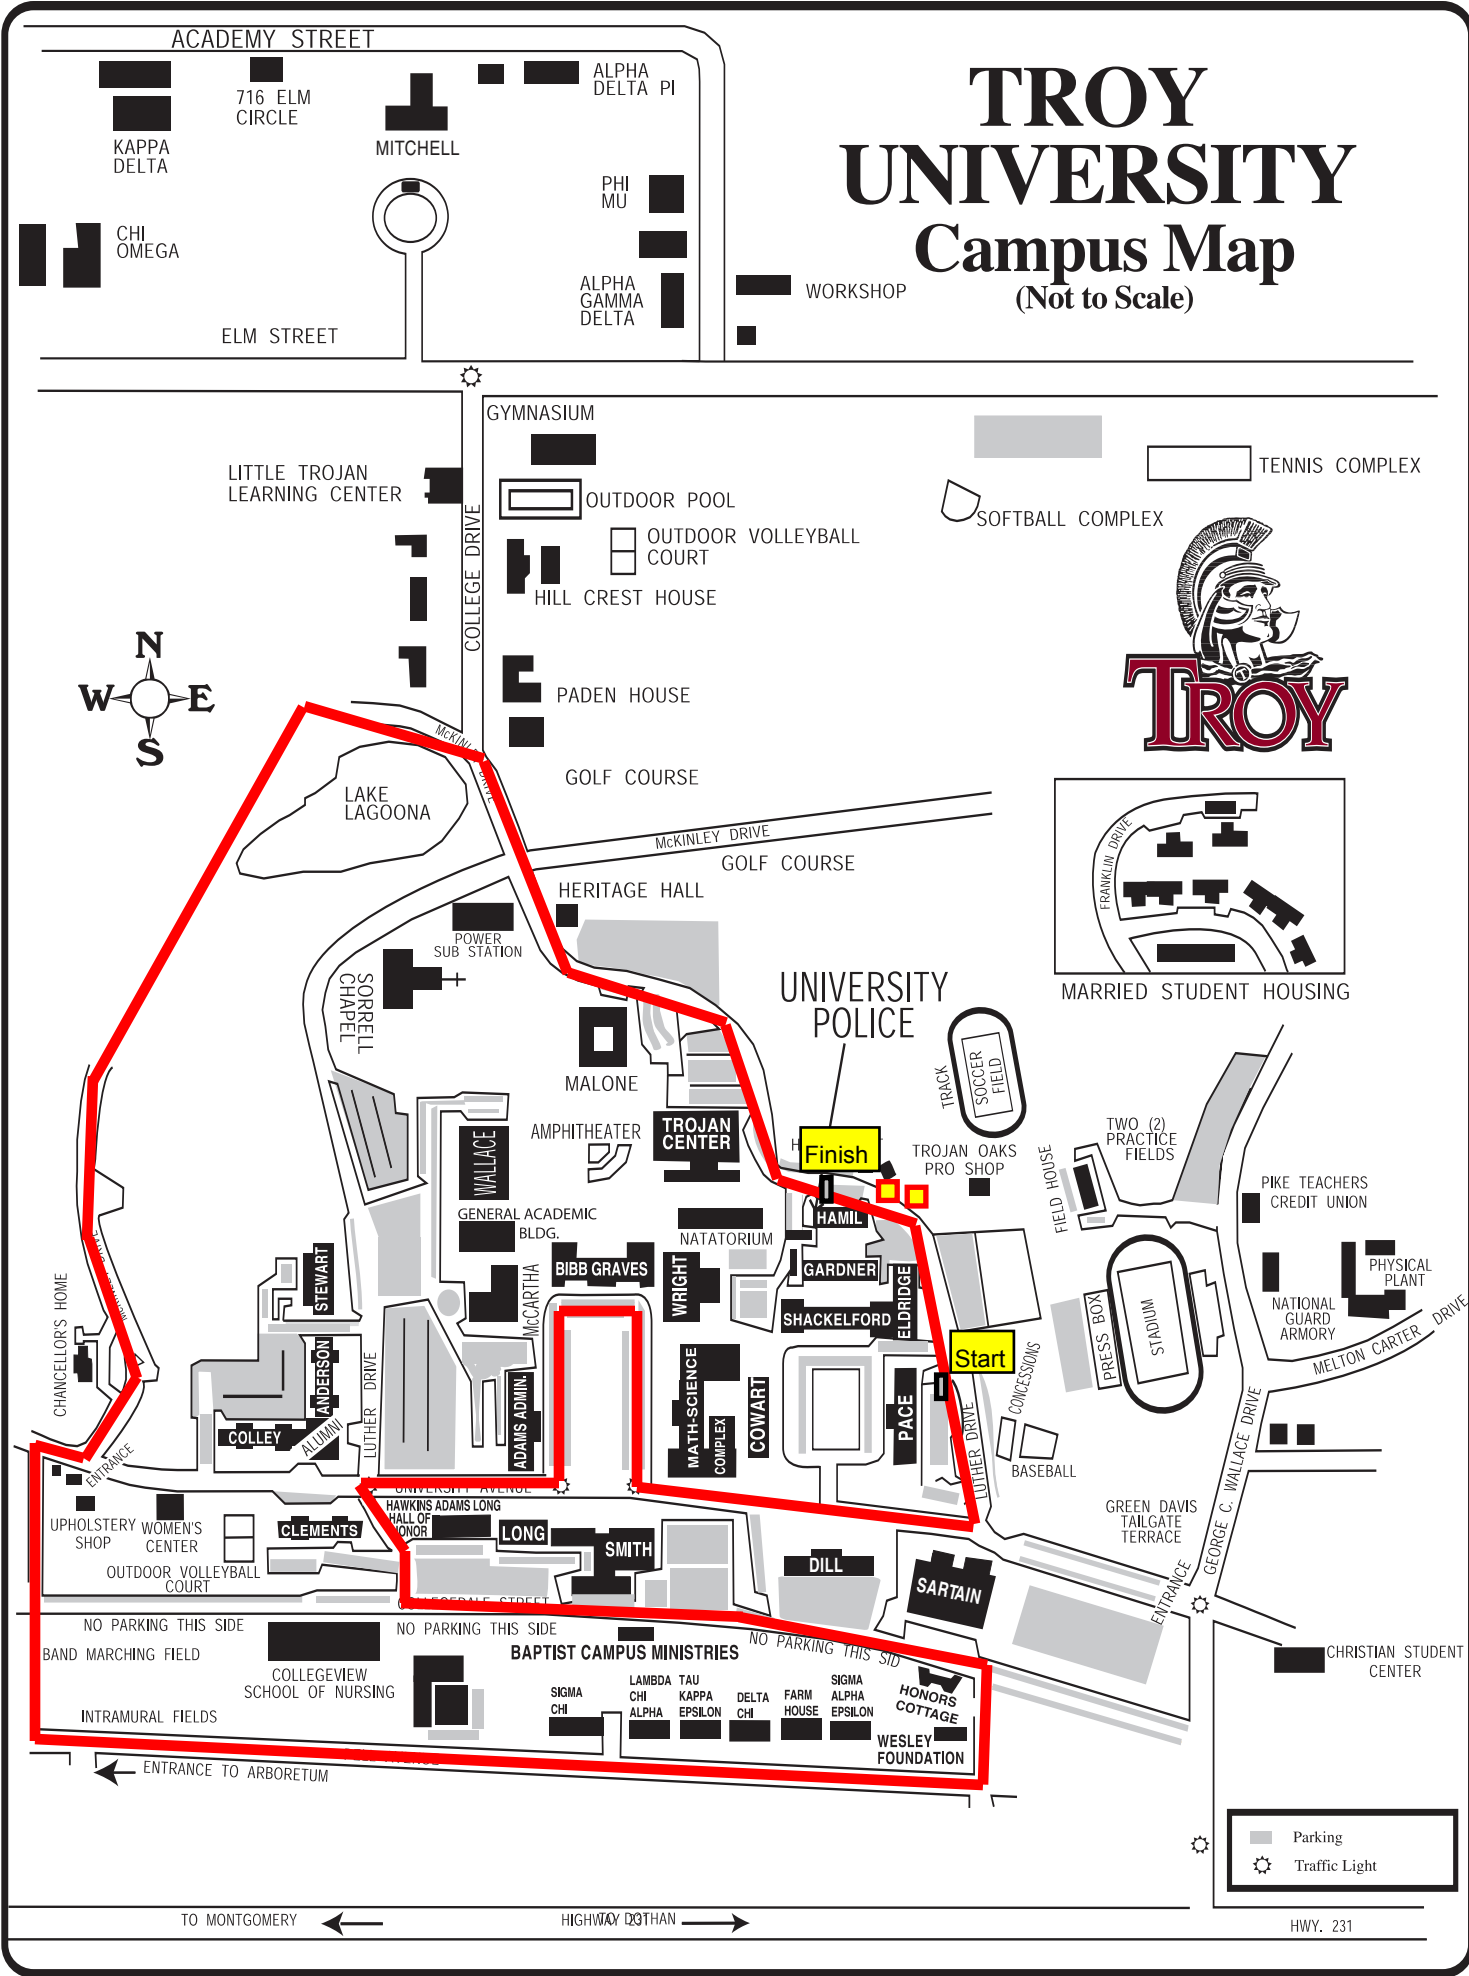 ACADEMY STREET
TROY
UNIVERSITY
Campus Map
(Not to Scale)
716 ELM
CIRCLE
KAPPA
DELTA
MITCHELL
ALPHA
DELTA PI
PHI
MU
CHI
OMEGA
ALPHA
GAMMA
DELTA
WORKSHOP
ELM STREET
GYMNASIUM
LITTLE TROJAN
LEARNING CENTER
OUTDOOR POOL
OUTDOOR VOLLEYBALL
COURT
TENNIS COMPLEX
SOFTBALL COMPLEX
COLLEGE DRIVE
HILL CREST HOUSE
N
W E
S
PADEN HOUSE
TROY
GOLF COURSE
LAKE
LAGOONA
DRIVE
McKINLEY DRIVE
GOLF COURSE
FRANKLIN DRIVE
MARRIED STUDENT HOUSING
HERITAGE HALL
POWER
SUB STATION
SORRELL
CHAPEL
UNIVERSITY
POLICE
MALONE
TRACK
SOCCER
FIELD
AMPHITHEATER
TROJAN
CENTER
WALLACE
Finish
TROJAN OAKS
PRO SHOP
FIELD HOUSE
TWO (2)
PRACTICE
FIELDS
PIKE TEACHERS
CREDIT UNION
GENERAL ACADEMIC
BLDG.
NATATORIUM
HAMIL
BIBB GRAVES
WRIGHT
GARDNER
SHACKELFORD
ELDRIDGE
STEWART
McCARTHA
PHYSICAL
PLANT
NATIONAL
GUARD
ARMORY
MELTON CARTER DRIVE
PRESS BOX
STADIUM
CHANCELLOR'S HOME
Start
CONCESSIONS
ANDERSON
LUTHER DRIVE
ADAMS ADMIN.
MATH-SCIENCE
COMPLEX
COWART
PACE
LUTHER DRIVE
COLLEY
ALUMNI
BASEBALL
GEORGE C. WALLACE DRIVE
ENTRANCE
UNIVERSITY AVENUE
UPHOLSTERY
SHOP
WOMEN'S
CENTER
CLEMENTS
HAWKINS ADAMS LONG
HALL OF
HONOR
LONG
SMITH
DILL
SARTAIN
GREEN DAVIS
TAILGATE
TERRACE
ENTRANCE
OUTDOOR VOLLEYBALL
COURT
COLLEGEDALE STREET
NO PARKING THIS SIDE
NO PARKING THIS SIDE
NO PARKING THIS SID
BAND MARCHING FIELD
BAPTIST CAMPUS MINISTRIES
CHRISTIAN STUDENT
CENTER
COLLEGEVIEW
SCHOOL OF NURSING
INTRAMURAL FIELDS
SIGMA
CHI
LAMBDA
CHI
ALPHA
TAU
KAPPA
EPSILON
DELTA
CHI
FARM
HOUSE
SIGMA
ALPHA
EPSILON
HONORS
COTTAGE
WESLEY
FOUNDATION
ENTRANCE TO ARBORETUM
Parking
Traffic Light
TO MONTGOMERY
HIGHWAY 231
TO DOTHAN
HWY. 231